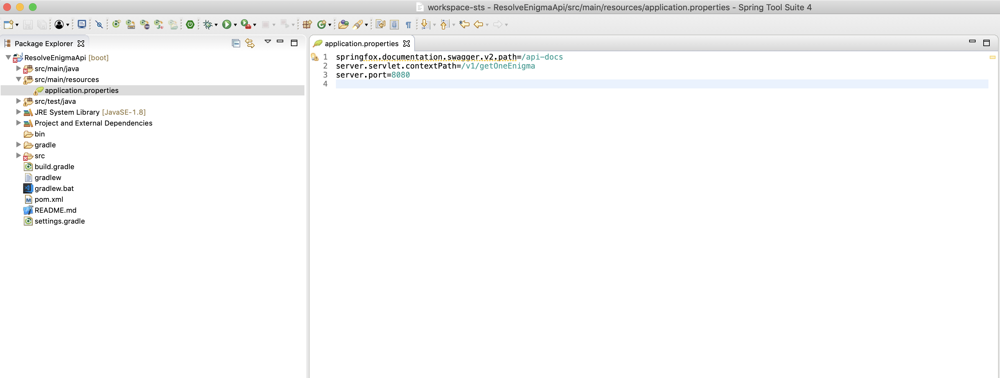 workspace-sts - ResolveEnigmaApi/src/main/resources/application.properties - Spring Tool Suite 4
Package Explorer
ResolveEnigmaApi [boot]
src/main/java
src/main/resources
application.properties
src/test/java
JRE System Library [JavaSE-1.8]
Project and External Dependencies
bin
gradle
src
build.gradle
gradlew
gradlew.bat
pom.xml
README.md
settings.gradle
application.properties
1 springfox.documentation.swagger.v2.path=/api-docs
2 server.servlet.contextPath=/v1/getOneEnigma
3 server.port=8080
4